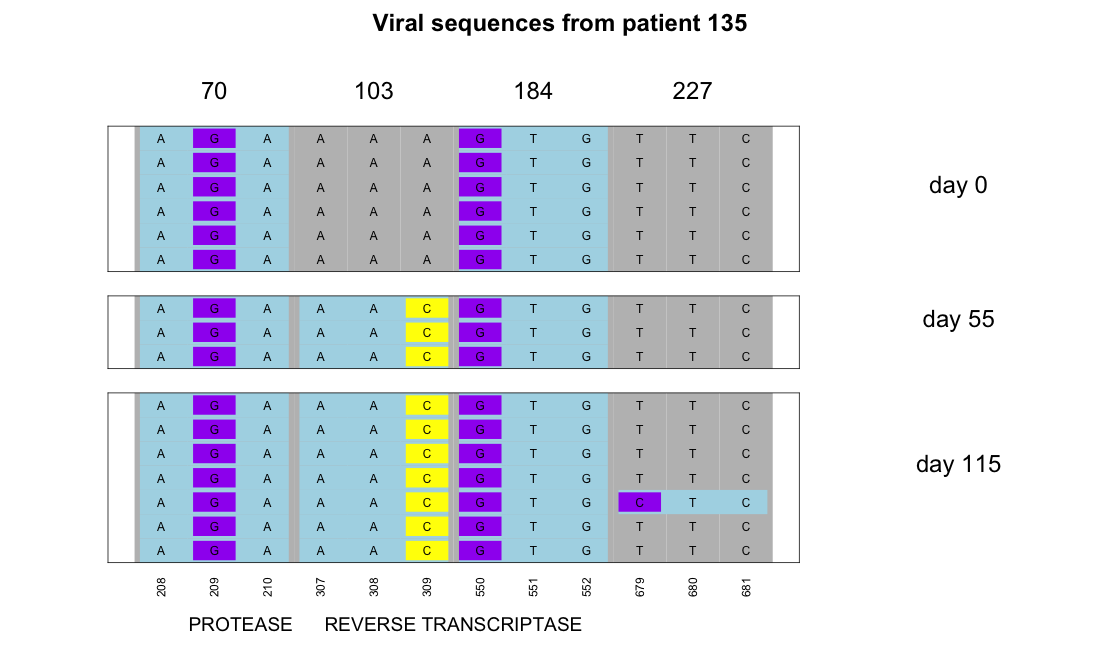 Viral sequences from patient 135
70 103 184 227
A G A A A A G T G T T C
A G A A A A G T G T T C
A G A A A A G T G T T C
day 0
A G A A A A G T G T T C
A G A A A A G T G T T C
A G A A A A G T G T T C
A G A A A C G T G T T C
day 55
A G A A A C G T G T T C
A G A A A C G T G T T C
A G A A A C G T G T T C
A G A A A C G T G T T C
A G A A A C G T G T T C
day 115
A G A A A C G T G T T C
A G A A A C G T G C T C
A G A A A C G T G T T C
A G A A A C G T G T T C
208 209 210 307 308 309 550 551 552 679 680 681
PROTEASE REVERSE TRANSCRIPTASE